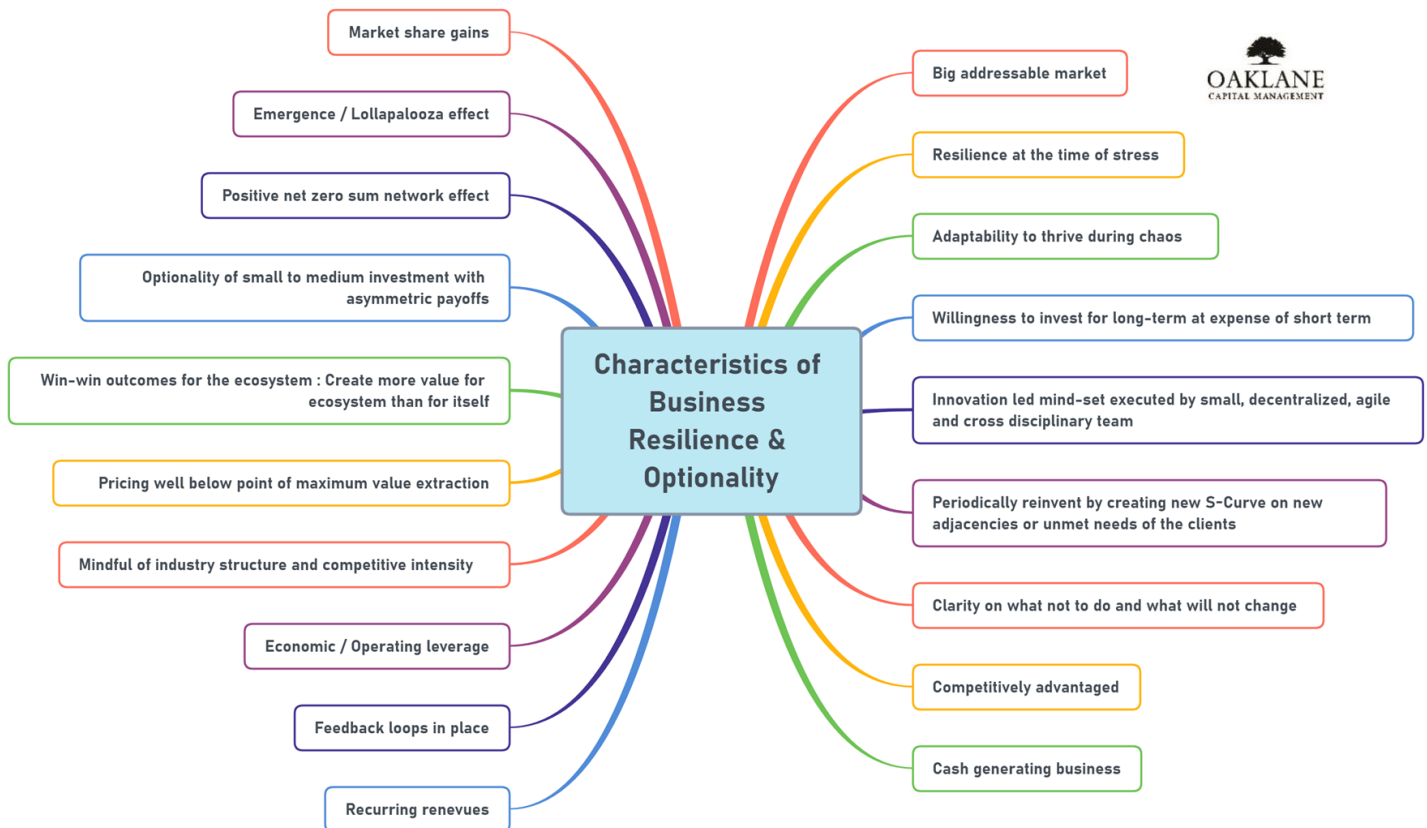 Characteristics of
Business
Resilience &
Optionality
Market share gains
Emergence / Lollapalooza effect
Positive net zero sum network effect
Optionality of small to medium investment with
asymmetric payoffs
Win-win outcomes for the ecosystem : Create more value for
ecosystem than for itself
Pricing well below point of maximum value extraction
Mindful of industry structure and competitive intensity
Economic / Operating leverage
Feedback loops in place
Recurring renevues
Big addressable market
Resilience at the time of stress
Adaptability to thrive during chaos
Willingness to invest for long-term at expense of short term
Innovation led mind-set executed by small, decentralized, agile
and cross disciplinary team
Periodically reinvent by creating new S-Curve on new
adjacencies or unmet needs of the clients
Clarity on what not to do and what will not change
Competitively advantaged
Cash generating business
OAKLANE
CAPITAL MANAGEMENT